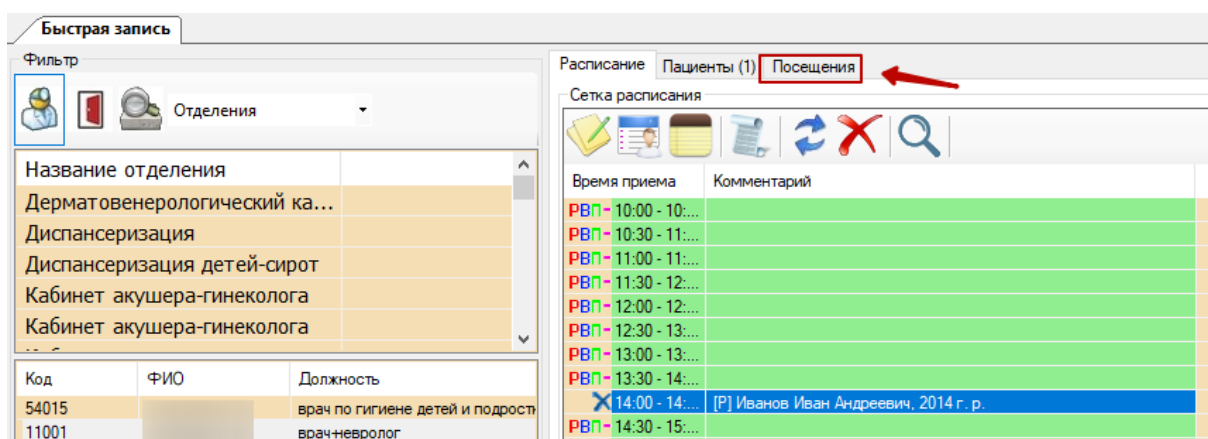 Быстрая запись
Фильтр
Отделения
Название отделения
Дерматовенерологический ка...
Диспансеризация
Диспансеризация детей-сирот
Кабинет акушера-гинеколога
Кабинет акушера-гинеколога
Код ФИО Должность
54015 врач по гигиене детей и подростк
11001 врач-невролог
Расписание Пациенты (1) Посещения
Сетка расписания
Время приема Комментарий
РВП- 10:00 - 10:...
РВП- 10:30 - 11:...
РВП- 11:00 - 11:...
РВП- 11:30 - 12:...
РВП- 12:00 - 12:...
РВП- 12:30 - 13:...
РВП- 13:00 - 13:...
РВП- 13:30 - 14:...
14:00 - 14:... [Р] Иванов Иван Андреевич, 2014 г. р.
РВП- 14:30 - 15:...